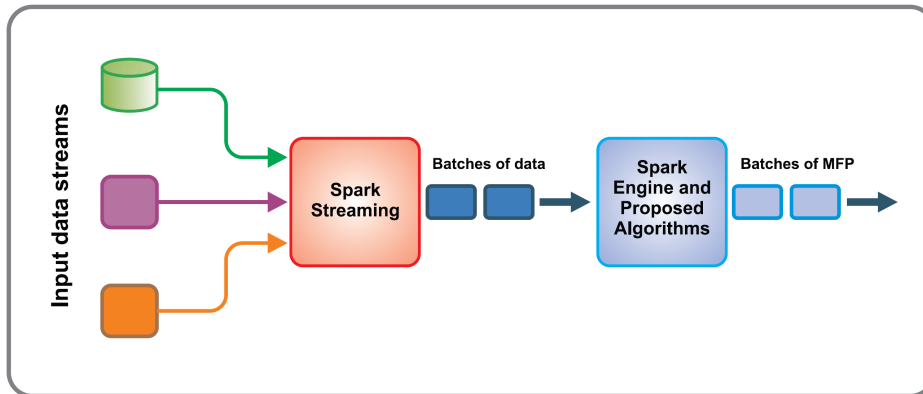 Input data streams
Spark
Streaming
Batches of data
Spark
Engine and
Proposed
Algorithms
Batches of MFP